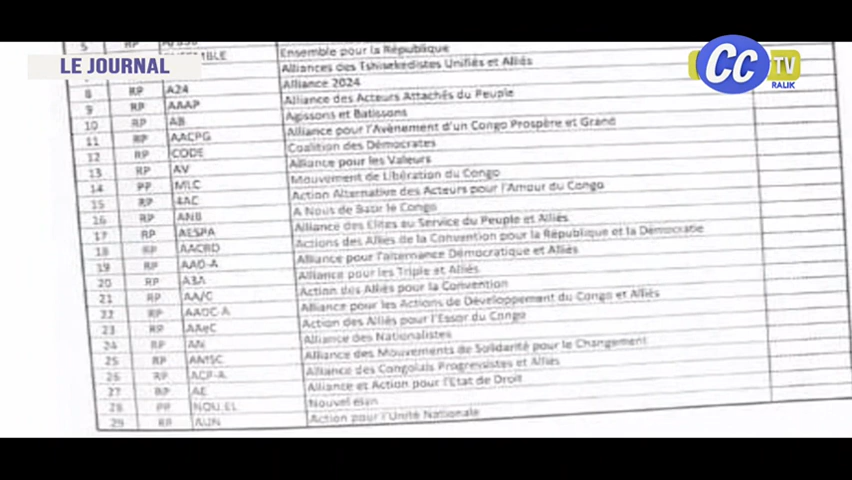 LE JOURNAL
CC TV
RALIK
5 RP
Ensemble pour la République
Alliances des Tshisekédistes Unifiés et Alliés
8 RP A24 Alliance 2024
9 RP AAAP Alliance des Acteurs Attachés du Peuple
10 RP AB Agissons et Batissons
11 RP AACPG Alliance pour l'Avènement d'un Congo Prospère et Grand
12 RP CODE Coalition des Démocrates
13 RP AV Alliance pour les Valeurs
14 PP MLC Mouvement de Libération du Congo
15 RP 4AC Action Alternative des Acteurs pour l'Amour du Congo
16 RP ANB A Nous de Batir le Congo
17 RP AESPA Alliance des Elites au Service du Peuple et Alliés
18 RP AACRD Actions des Alliés de la Convention pour la République et la Démocratie
19 RP AAD-A Alliance pour l'alternance Démocratique et Alliés
20 RP A3A Alliance pour les Triple et Alliés
21 RP AA/C Action des Alliés pour la Convention
22 RP AADC-A Alliance pour les Actions de Développement du Congo et Alliés
23 RP AAeC Action des Alliés pour l'Essor du Congo
24 RP AN Alliance des Nationalistes
25 RP AMSC Alliance des Mouvements de Solidarité pour le Changement
26 RP ACP-A Alliance des Congolais Progressistes et Alliés
27 RP AE Alliance et Action pour l'Etat de Droit
28 PP NOU.EL Nouvel élan
29 RP AUN Action pour l'Unité Nationale